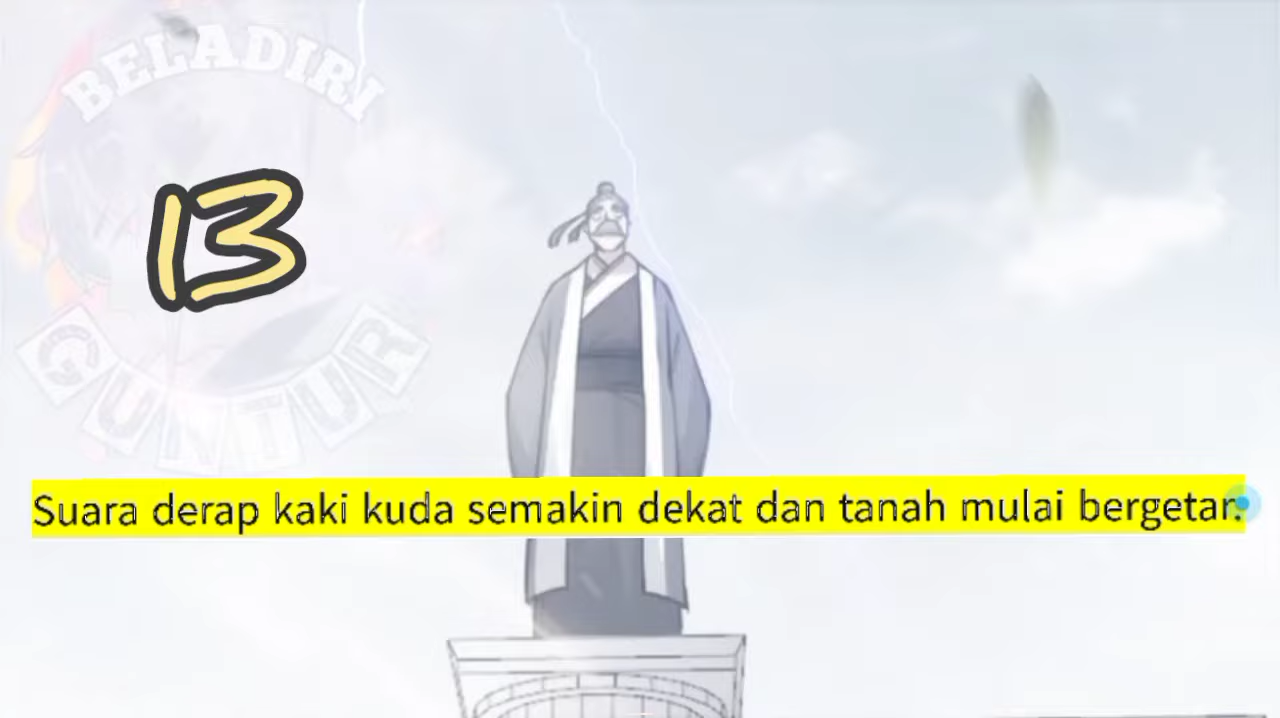 BELADIRI
13
GUNTUR
Suara derap kaki kuda semakin dekat dan tanah mulai bergetar.